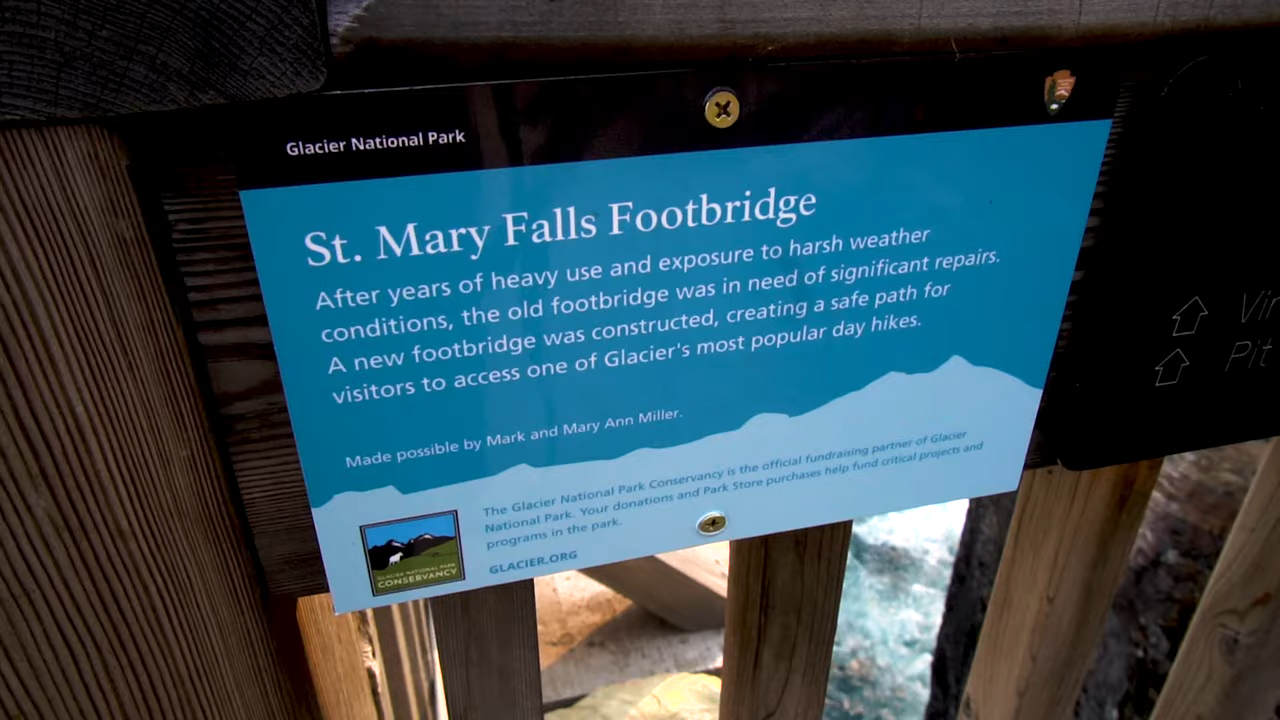 Glacier National Park
St. Mary Falls Footbridge
After years of heavy use and exposure to harsh weather
conditions, the old footbridge was in need of significant repairs.
A new footbridge was constructed, creating a safe path for
visitors to access one of Glacier's most popular day hikes.
Made possible by Mark and Mary Ann Miller.
The Glacier National Park Conservancy is the official fundraising partner of Glacier
National Park. Your donations and Park Store purchases help fund critical projects and
programs in the park.
GLACIER.ORG
GLACIER NATIONAL PARK
CONSERVANCY